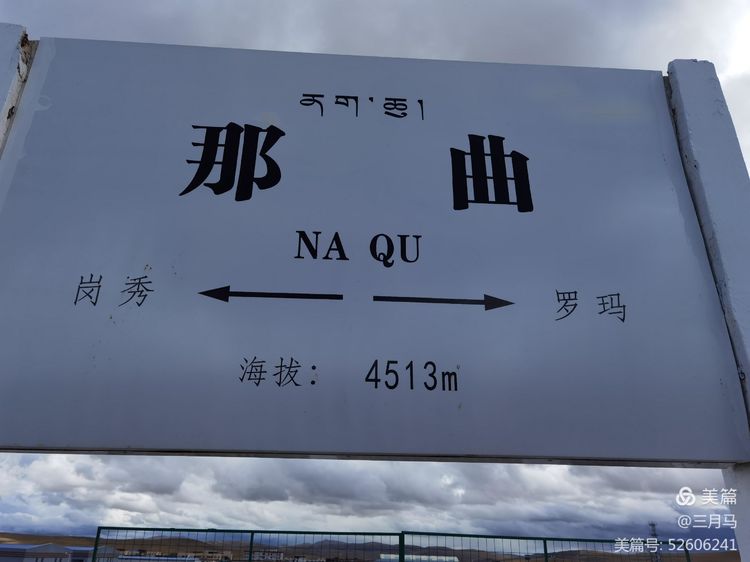 ནག་ཆུ།
那曲
NA QU
岗秀 ← → 罗玛
海拔： 4513m
美篇
@三月马
美篇号: 52606241